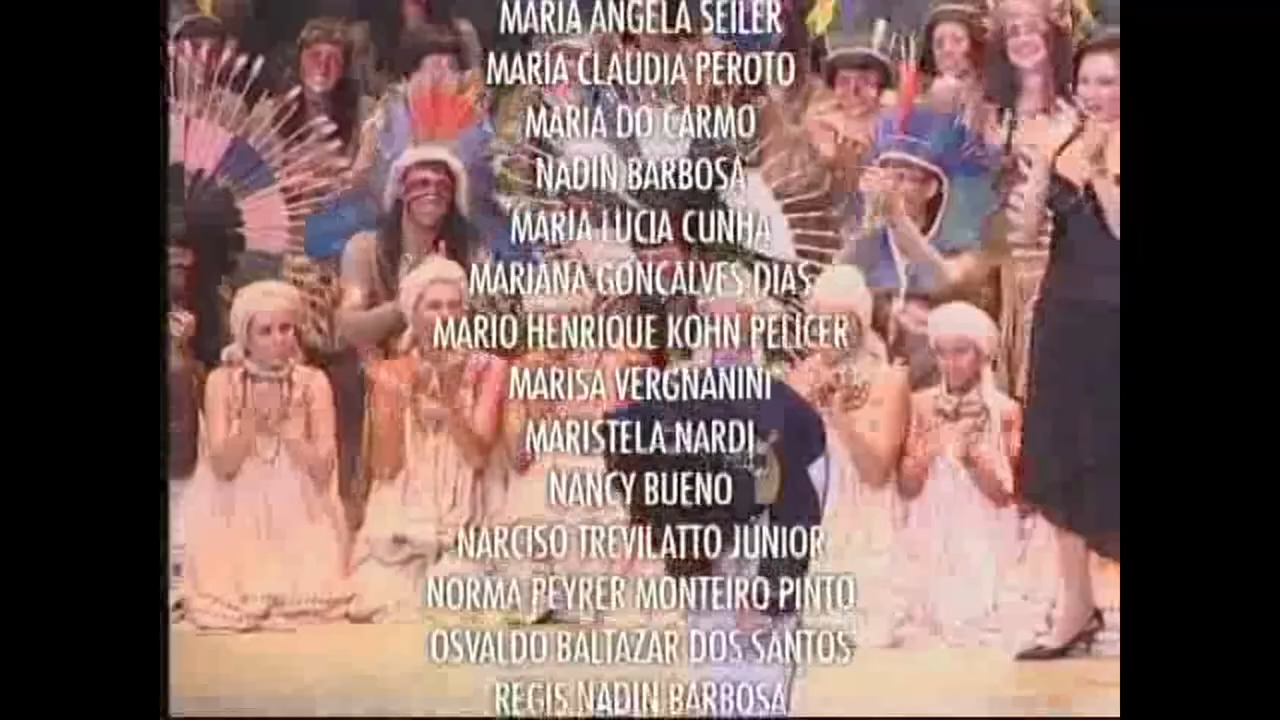 MARIA ANGELA SEILER
MARIA CLAUDIA PEROTO
MARIA DO CARMO
NADIN BARBOSA
MARIA LUCIA CUNHA
MARIANA GONCALVES DIAS
MARIO HENRIQUE KOHN PELICER
MARISA VERGNANINI
MARISTELA NARDI
NANCY BUENO
NARCISO TREVILATTO JUNIOR
NORMA PEYRER MONTEIRO PINTO
OSVALDO BALTAZAR DOS SANTOS
REGIS NADIN BARBOSA